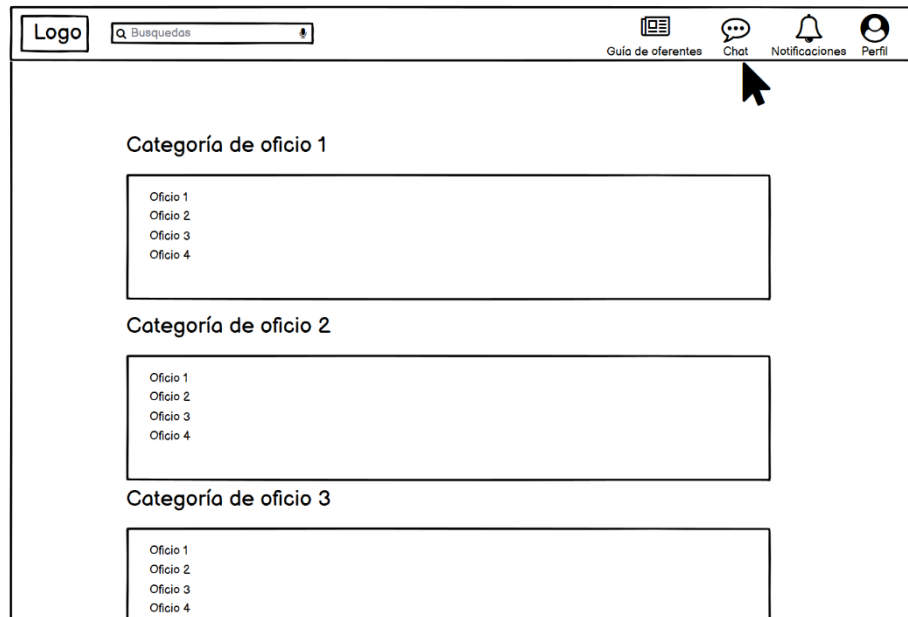 Logo
Busquedas
Guía de oferentes
Chat
Notificaciones
Perfil
Categoría de oficio 1
Oficio 1
Oficio 2
Oficio 3
Oficio 4
Categoría de oficio 2
Oficio 1
Oficio 2
Oficio 3
Oficio 4
Categoría de oficio 3
Oficio 1
Oficio 2
Oficio 3
Oficio 4